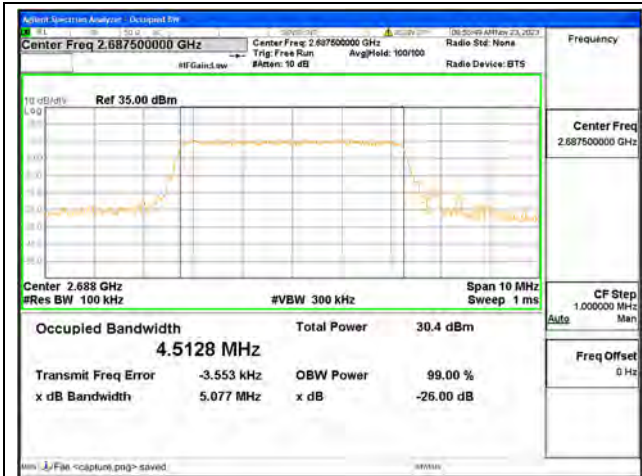 Agilent Spectrum Analyzer - Occupied BW
Center Freq 2.687500000 GHz
Center Freq: 2.687500000 GHz
Radio Std: None
Trig: Free Run
Avg|Hold: 100/100
#IFGain:Low
#Atten: 10 dB
Radio Device: BTS
Frequency
10 dB/div
Ref 35.00 dBm
Log
Center Freq
2.687500000 GHz
Center 2.688 GHz
Span 10 MHz
#Res BW 100 kHz
#VBW 300 kHz
Sweep 1 ms
CF Step
1.000000 MHz
Auto
Man
Occupied Bandwidth
Total Power
30.4 dBm
4.5128 MHz
Freq Offset
0 Hz
Transmit Freq Error
-3.553 kHz
OBW Power
99.00 %
x dB Bandwidth
5.077 MHz
x dB
-26.00 dB
File <capture.png> saved
STATUS